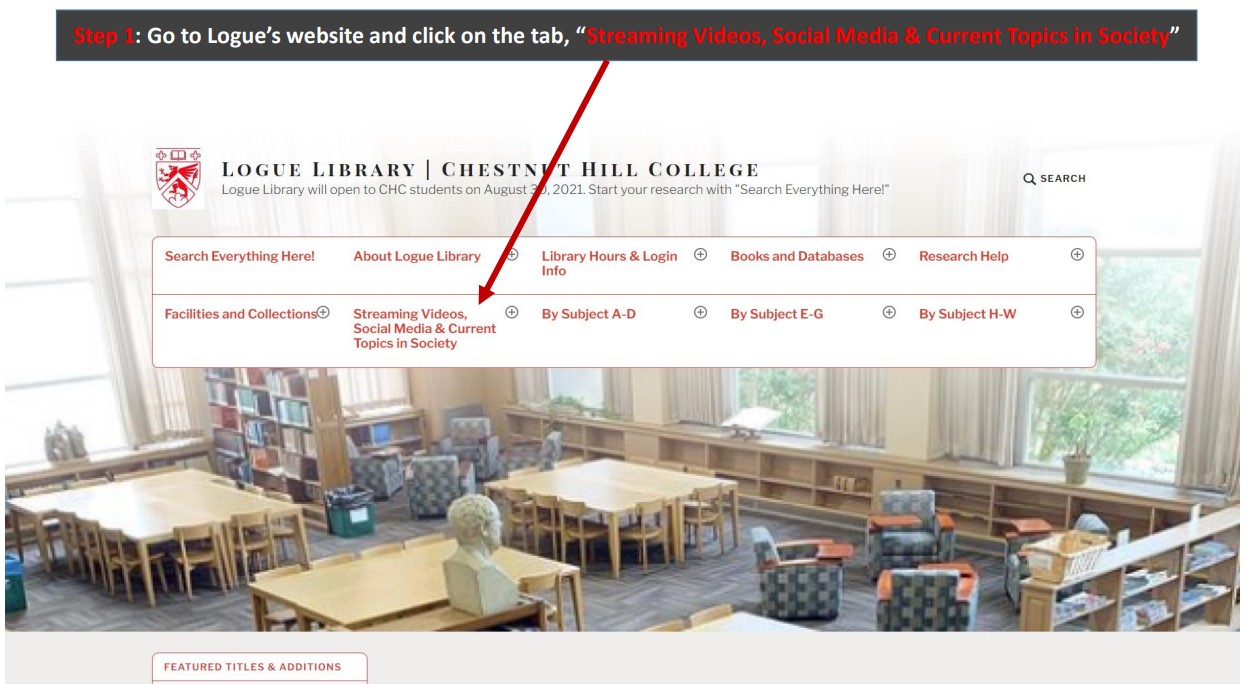 Step 1: Go to Logue’s website and click on the tab, “Streaming Videos, Social Media & Current Topics in Society”
LOGUE LIBRARY | CHESTNUT HILL COLLEGE
Logue Library will open to CHC students on August 30, 2021. Start your research with "Search Everything Here!"
SEARCH
Search Everything Here!
About Logue Library
Library Hours & Login
Info
Books and Databases
Research Help
Facilities and Collections
Streaming Videos,
Social Media & Current
Topics in Society
By Subject A-D
By Subject E-G
By Subject H-W
FEATURED TITLES & ADDITIONS